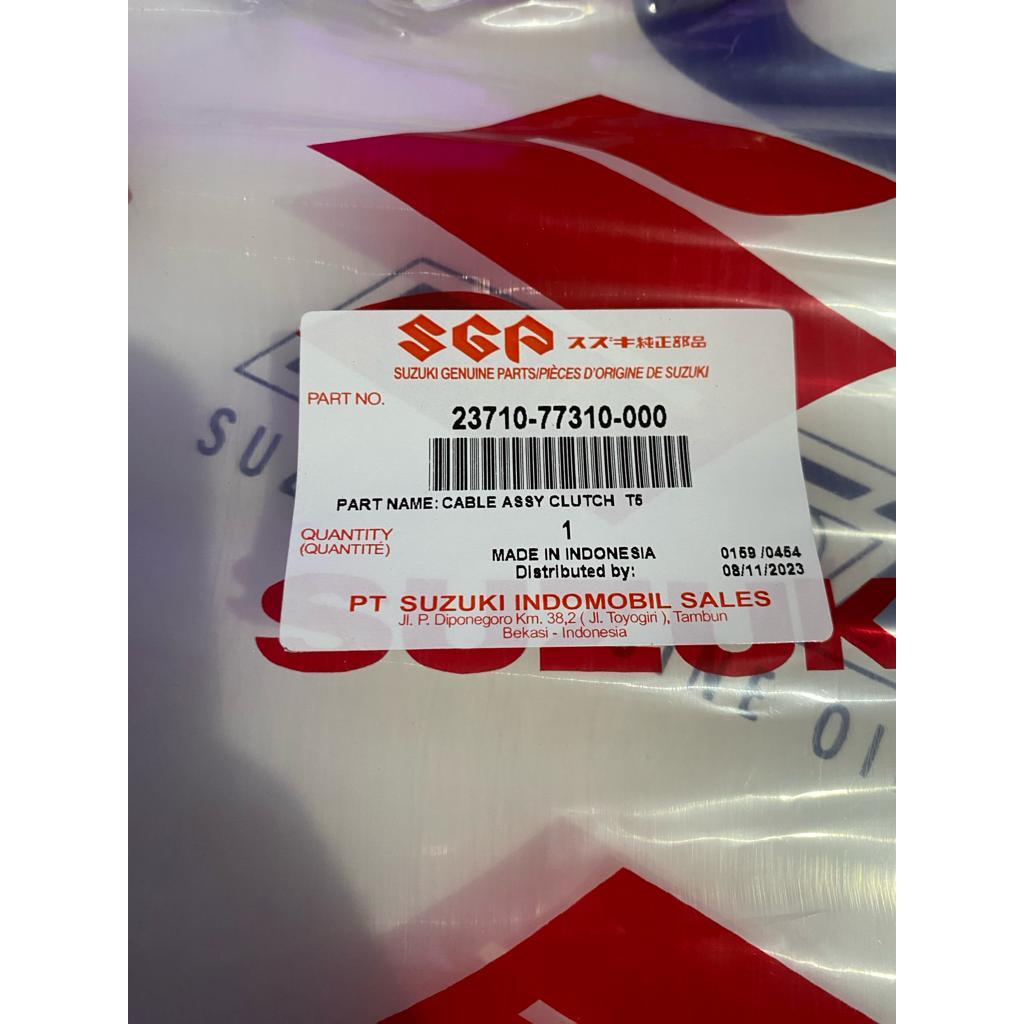 SGP スズキ純正部品
SUZUKI GENUINE PARTS/PIÈCES D'ORIGINE DE SUZUKI
PART NO.
23710-77310-000
PART NAME: CABLE ASSY CLUTCH T5
QUANTITY
(QUANTITÉ)
1
MADE IN INDONESIA
Distributed by:
0159 /0454
08/11/2023
PT SUZUKI INDOMOBIL SALES
Jl. P. Diponegoro Km. 38,2 ( Jl. Toyogiri ), Tambun
Bekasi - Indonesia